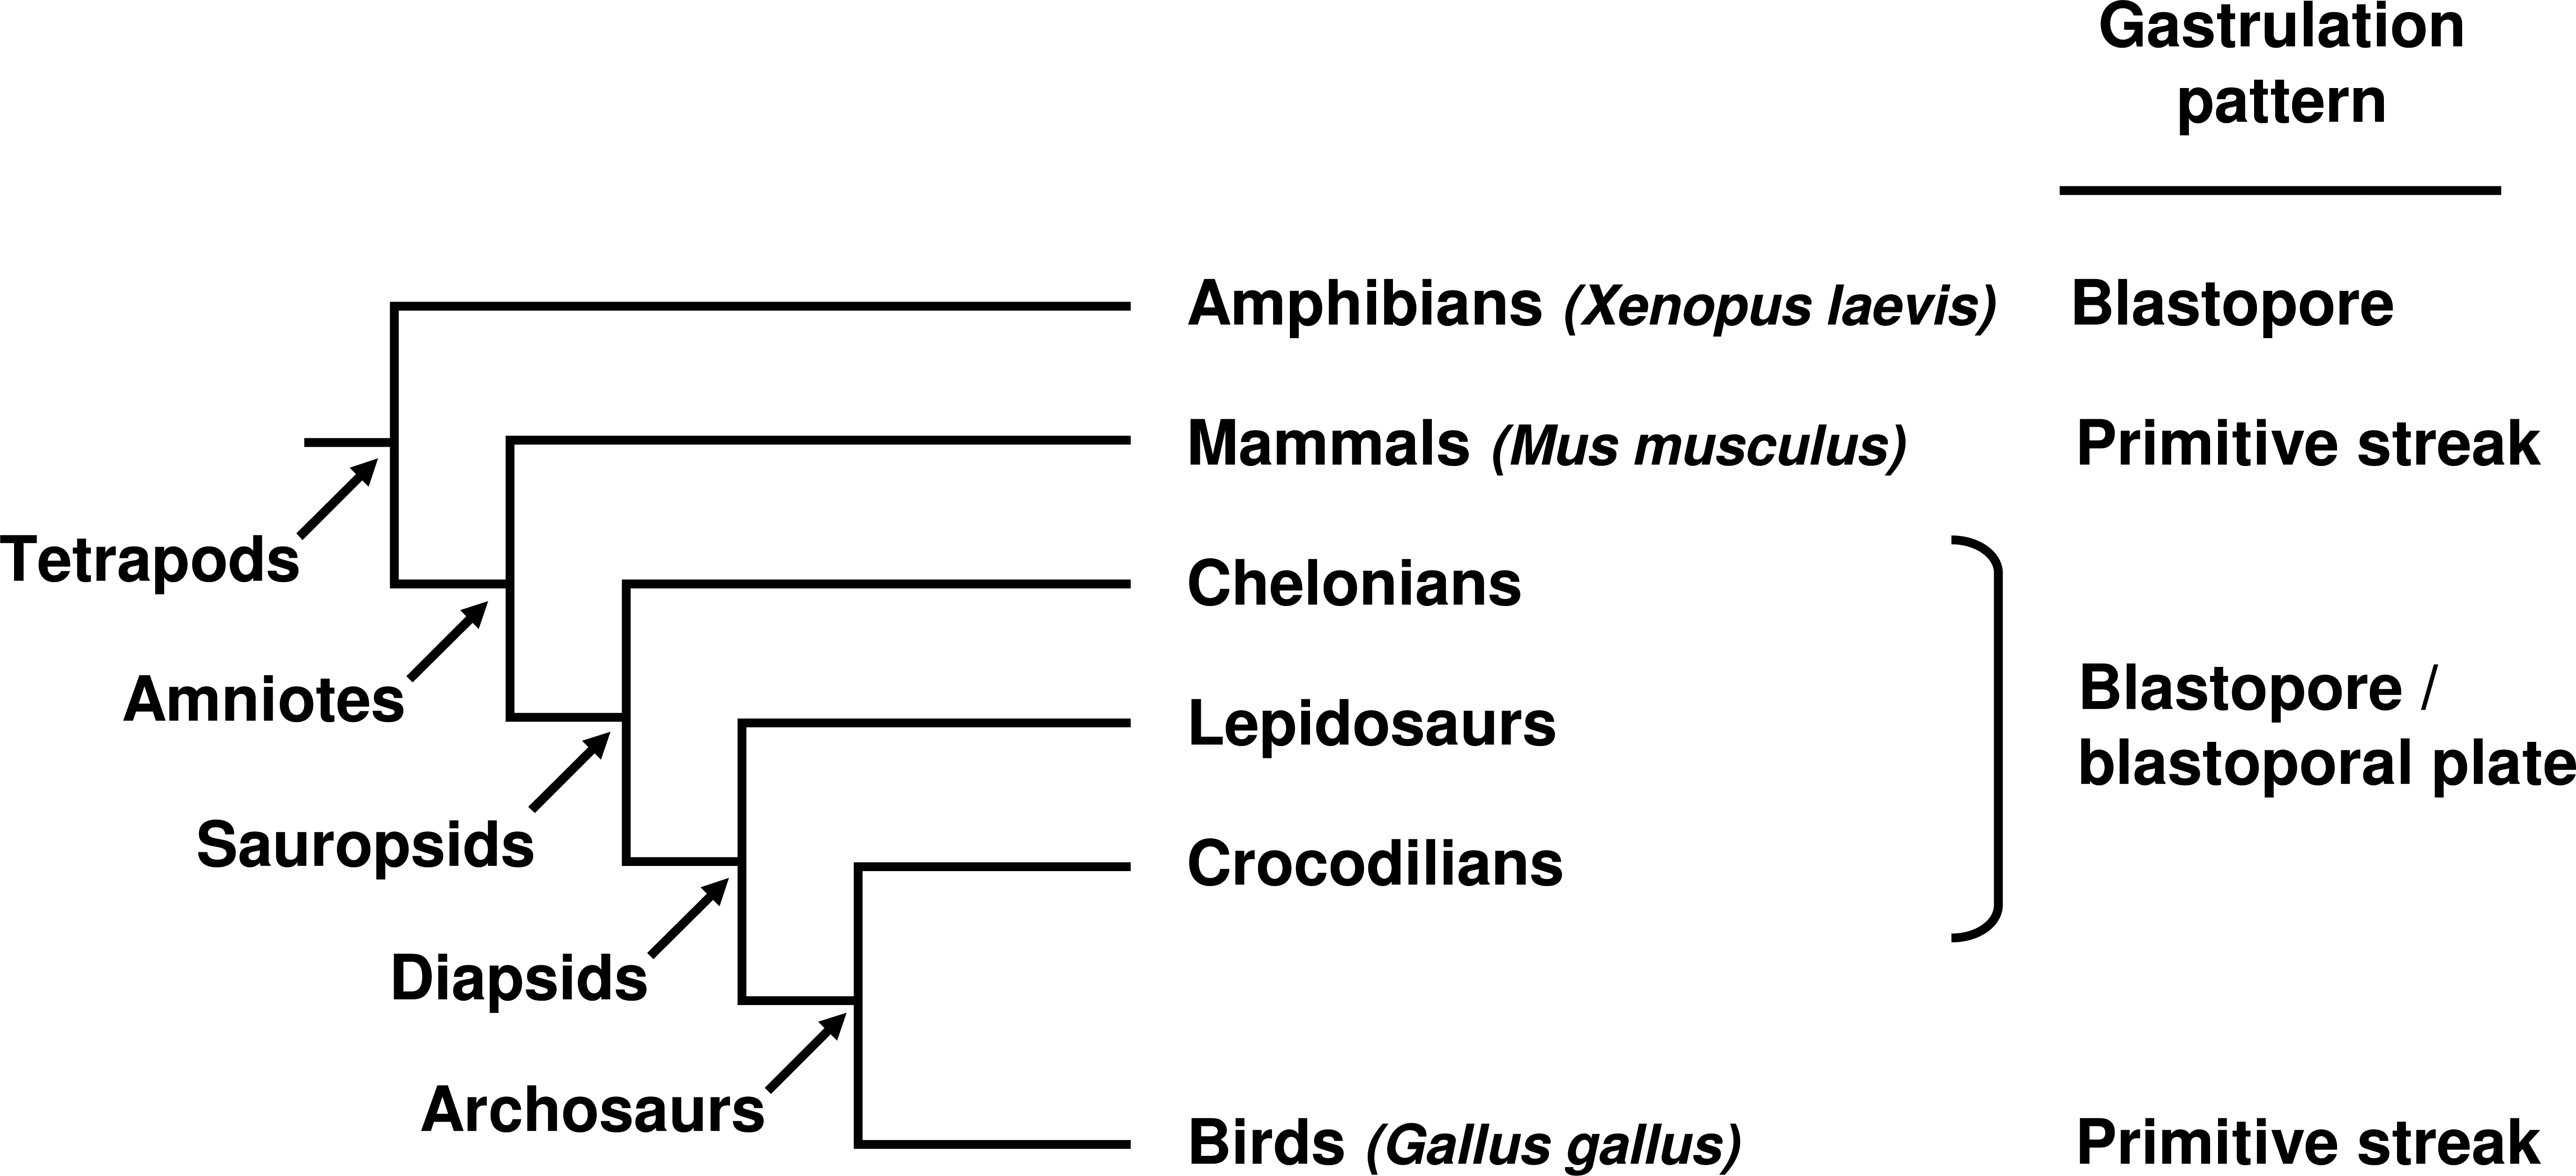 Gastrulation
pattern
Amphibians (Xenopus laevis) Blastopore
Mammals (Mus musculus) Primitive streak
Tetrapods
Chelonians
Amniotes
Lepidosaurs
Blastopore /
blastoporal plate
Sauropsids
Crocodilians
Diapsids
Archosaurs
Birds (Gallus gallus) Primitive streak